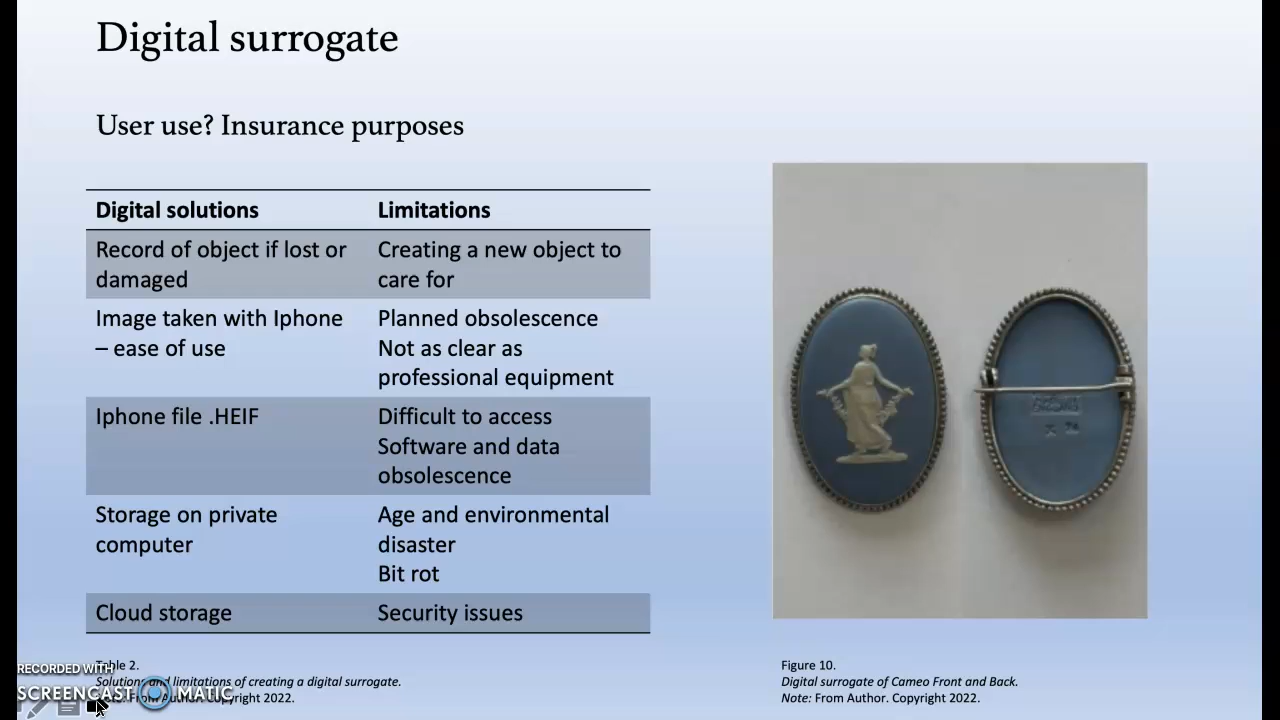 Digital surrogate
User use? Insurance purposes
Digital solutions
Limitations
Record of object if lost or
damaged
Creating a new object to
care for
Image taken with Iphone
– ease of use
Planned obsolescence
Not as clear as
professional equipment
Iphone file .HEIF
Difficult to access
Software and data
obsolescence
Storage on private
computer
Age and environmental
disaster
Bit rot
Cloud storage
Security issues
Table 2.
Solutions and limitations of creating a digital surrogate.
From Author. Copyright 2022.
RECORDED WITH
SCREENCAST MATIC
Figure 10.
Digital surrogate of Cameo Front and Back.
Note: From Author. Copyright 2022.